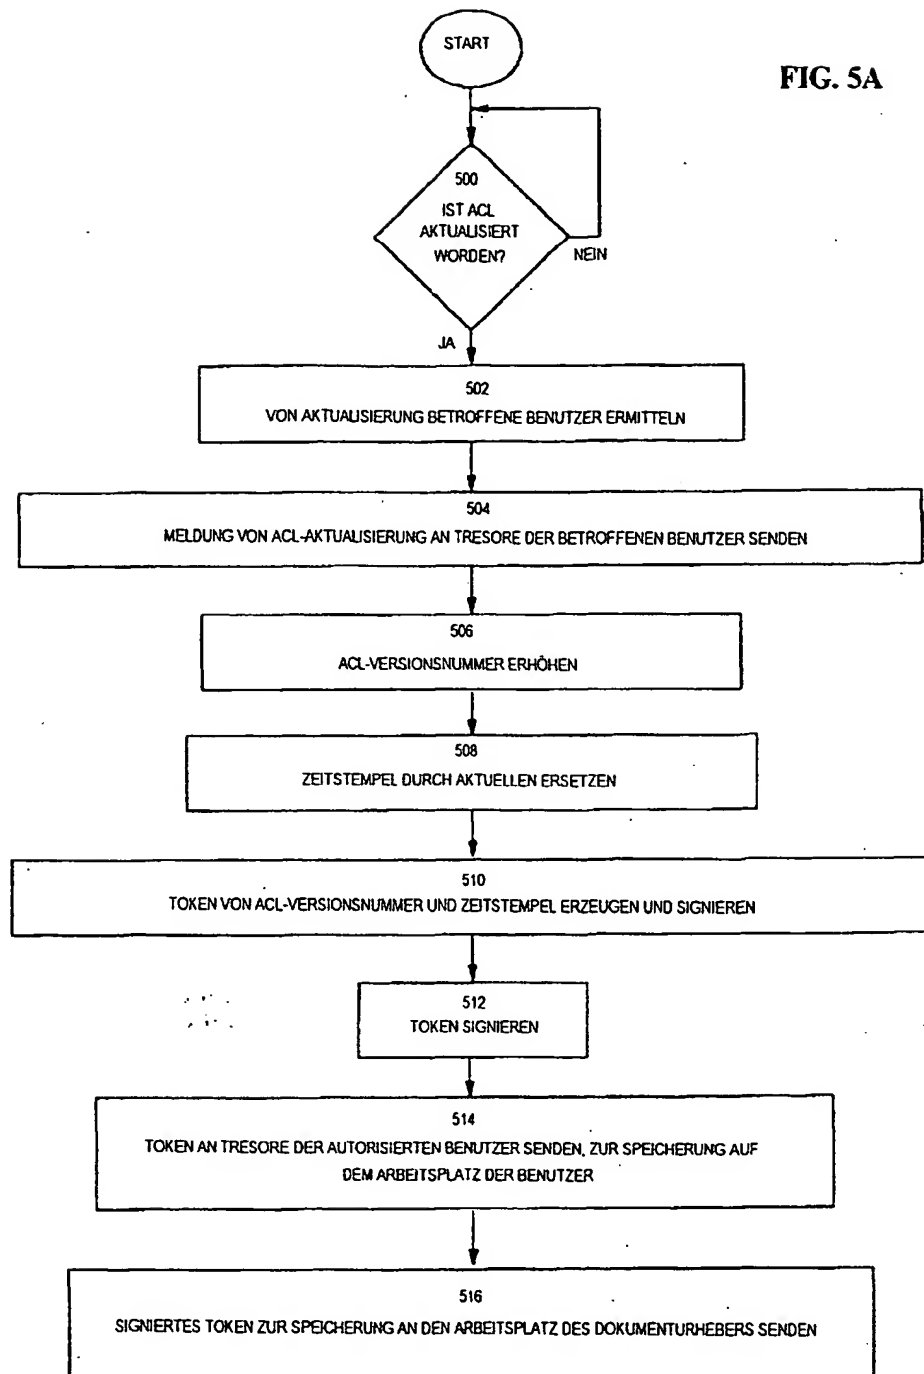 START
FIG. 5A
500
IST ACL
AKTUALISIERT
WORDEN?
NEIN
JA
502
VON AKTUALISIERUNG BETROFFENE BENUTZER ERMITTELN
504
MELDUNG VON ACL-AKTUALISIERUNG AN TRESORE DER BETROFFENEN BENUTZER SENDEN
506
ACL-VERSIONSNUMMER ERHÖHEN
508
ZEITSTEMPEL DURCH AKTUELLEN ERSETZEN
510
TOKEN VON ACL-VERSIONSNUMMER UND ZEITSTEMPEL ERZEUGEN UND SIGNIEREN
512
TOKEN SIGNIEREN
514
TOKEN AN TRESORE DER AUTORISIERTEN BENUTZER SENDEN, ZUR SPEICHERUNG AUF
DEM ARBEITSPLATZ DER BENUTZER
516
SIGNIERTES TOKEN ZUR SPEICHERUNG AN DEN ARBEITSPLATZ DES DOKUMENTURHEBERS SENDEN